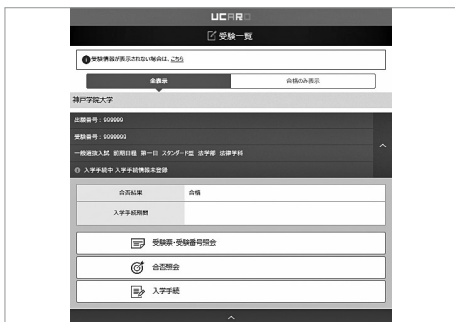 UCARO
受験一覧
受験情報が表示されない場合は、こちら
全表示
合格のみ表示
神戸学院大学
出願番号：999999
受験番号：9999999
一般選抜入試 前期日程 第一日 スタンダード型 法学部 法律学科
入学手続中 入学手続情報未登録
合否結果 合格
入学手続期間
受験票・受験番号照会
合否照会
入学手続